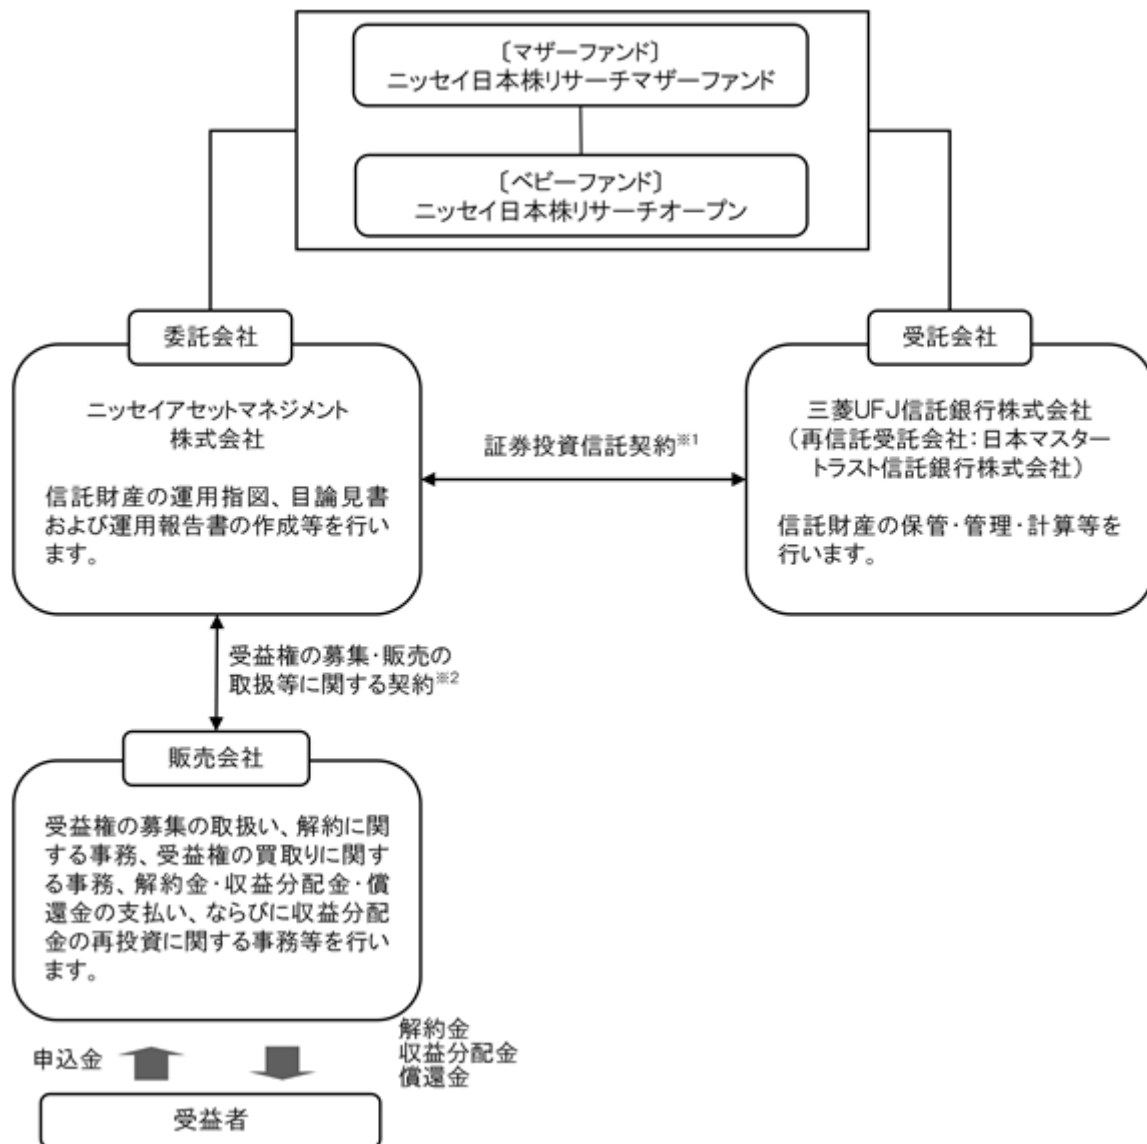 〔マザーファンド〕
ニッセイ日本株リサーチマザーファンド
〔ベビーファンド〕
ニッセイ日本株リサーチオープン
委託会社
ニッセイアセットマネジメント
株式会社
信託財産の運用指図、目論見書
および運用報告書の作成等を行い
ます。
証券投資信託契約※1
受託会社
三菱UFJ信託銀行株式会社
（再信託受託会社：日本マスター
トラスト信託銀行株式会社）
信託財産の保管・管理・計算等を
行います。
受益権の募集・販売の
取扱等に関する契約※2
販売会社
受益権の募集の取扱い、解約に関
する事務、受益権の買取りに関す
る事務、解約金・収益分配金・償
還金の支払い、ならびに収益分配
金の再投資に関する事務等を行い
ます。
申込金
解約金
収益分配金
償還金
受益者